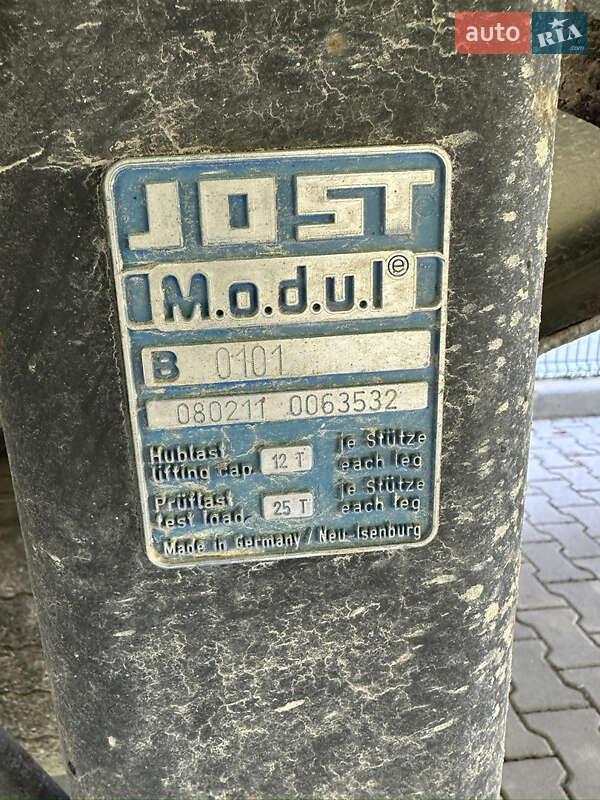 auto RIA.com
JOST
M.o.d.u.l e
B 0101
080211 0063532
Hublast je Stütze
lifting cap. 12 T each leg
Prüflast je Stütze
test load 25 T each leg
Made in Germany/Neu-Isenburg